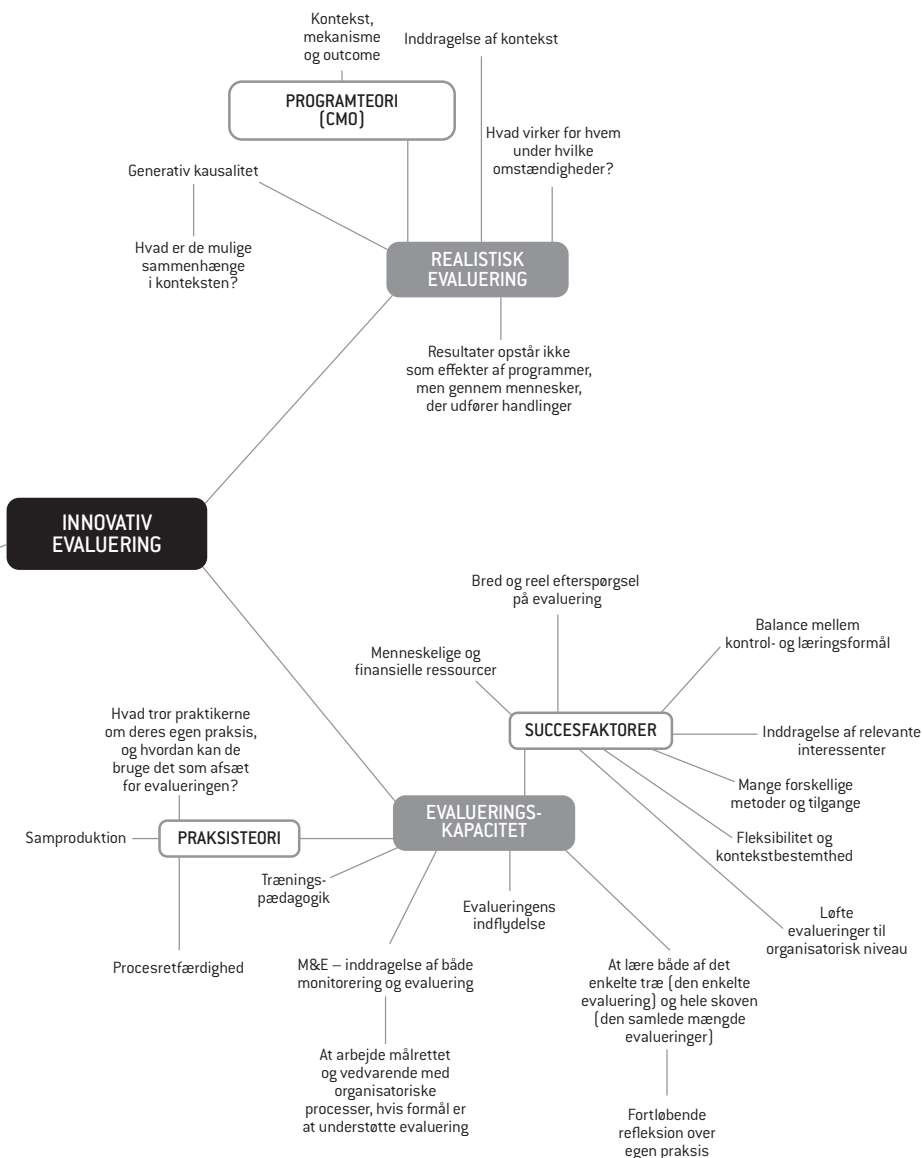 Kontekst,
mekanisme
og outcome
Inddragelse af kontekst
PROGRAMTEORI
(CMO)
Hvad virker for hvem
under hvilke
omstændigheder?
Generativ kausalitet
Hvad er de mulige
sammenhænge
i konteksten?
REALISTISK
EVALUERING
Resultater opstår ikke
som effekter af programmer,
men gennem mennesker,
der udfører handlinger
INNOVATIV
EVALUERING
Bred og reel efterspørgsel
på evaluering
Balance mellem
kontrol- og læringsformål
Menneskelige og
finansielle ressourcer
SUCCESFAKTORER
Inddragelse af relevante
interessenter
Mange forskellige
metoder og tilgange
Fleksibilitet og
kontekstbestemthed
Løfte
evalueringer til
organisatorisk niveau
Hvad tror praktikerne
om deres egen praksis,
og hvordan kan de
bruge det som afsæt
for evalueringen?
EVALUERINGS-
KAPACITET
Samproduktion
PRAKSISTEORI
Trænings-
pædagogik
Evalueringens
indflydelse
Procesretfærdighed
M&E – inddragelse af både
monitorering og evaluering
At lære både af det
enkelte træ (den enkelte
evaluering) og hele skoven
(den samlede mængde
evalueringer)
At arbejde målrettet
og vedvarende med
organisatoriske
processer, hvis formål er
at understøtte evaluering
Fortløbende
refleksion over
egen praksis